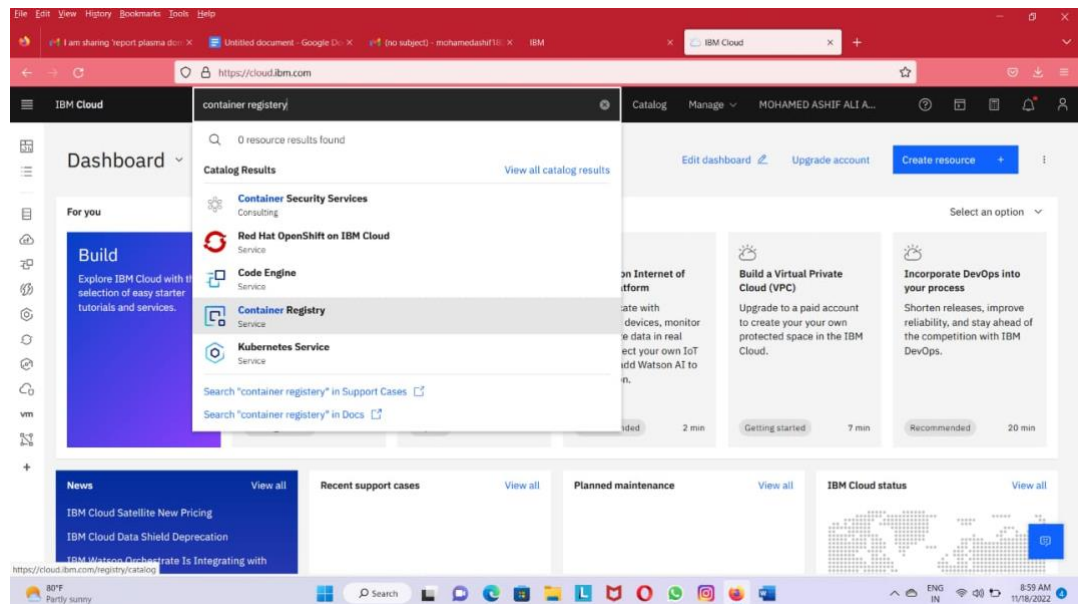 File Edit View History Bookmarks Tools Help
I am sharing 'report plasma don
Untitled document - Google Do
(no subject) - mohamedashif18
IBM
IBM Cloud
https://cloud.ibm.com
IBM Cloud
container registery
Catalog
Manage
MOHAMED ASHIF ALI A...
0 resource results found
Catalog Results
View all catalog results
Container Security Services
Consulting
Red Hat OpenShift on IBM Cloud
Service
Code Engine
Service
Container Registry
Service
Kubernetes Service
Service
Search "container registery" in Support Cases
Search "container registery" in Docs
Dashboard
Edit dashboard
Upgrade account
Create resource +
For you
Select an option
Build
Explore IBM Cloud with th
selection of easy starter
tutorials and services.
on Internet of
tform
ate with
devices, monitor
e data in real
ect your own IoT
add Watson AI to
n.
nded
2 min
Build a Virtual Private
Cloud (VPC)
Upgrade to a paid account
to create your your own
protected space in the IBM
Cloud.
Getting started
7 min
Incorporate DevOps into
your process
Shorten releases, improve
reliability, and stay ahead of
the competition with IBM
DevOps.
Recommended
20 min
vm
News
View all
IBM Cloud Satellite New Pricing
IBM Cloud Data Shield Deprecation
IBM Watson Orchestrate Is Integrating with
Recent support cases
View all
Planned maintenance
View all
IBM Cloud status
View all
https://cloud.ibm.com/registry/catalog
80°F
Partly sunny
Search
ENG
IN
8:59 AM
11/18/2022